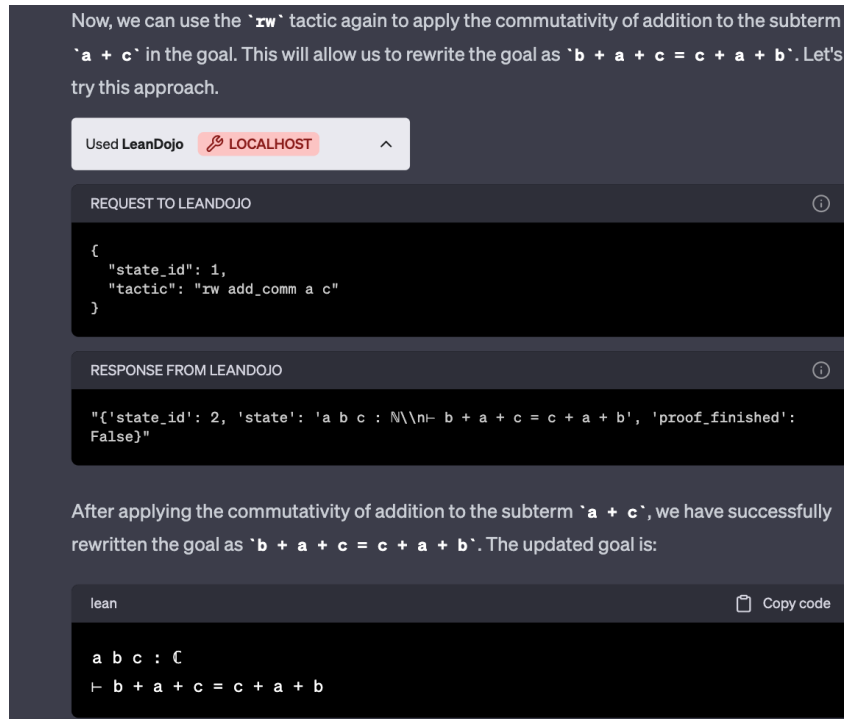 Now, we can use the `rw` tactic again to apply the commutativity of addition to the subterm
`a + c` in the goal. This will allow us to rewrite the goal as `b + a + c = c + a + b`. Let's
try this approach.
Used LeanDojo LOCALHOST
REQUEST TO LEANDOJO
{
"state_id": 1,
"tactic": "rw add_comm a c"
}
RESPONSE FROM LEANDOJO
"{'state_id': 2, 'state': 'a b c : ℕ\\n⊢ b + a + c = c + a + b', 'proof_finished':
False}"
After applying the commutativity of addition to the subterm `a + c`, we have successfully
rewritten the goal as `b + a + c = c + a + b`. The updated goal is:
lean Copy code
a b c : ℂ
⊢ b + a + c = c + a + b